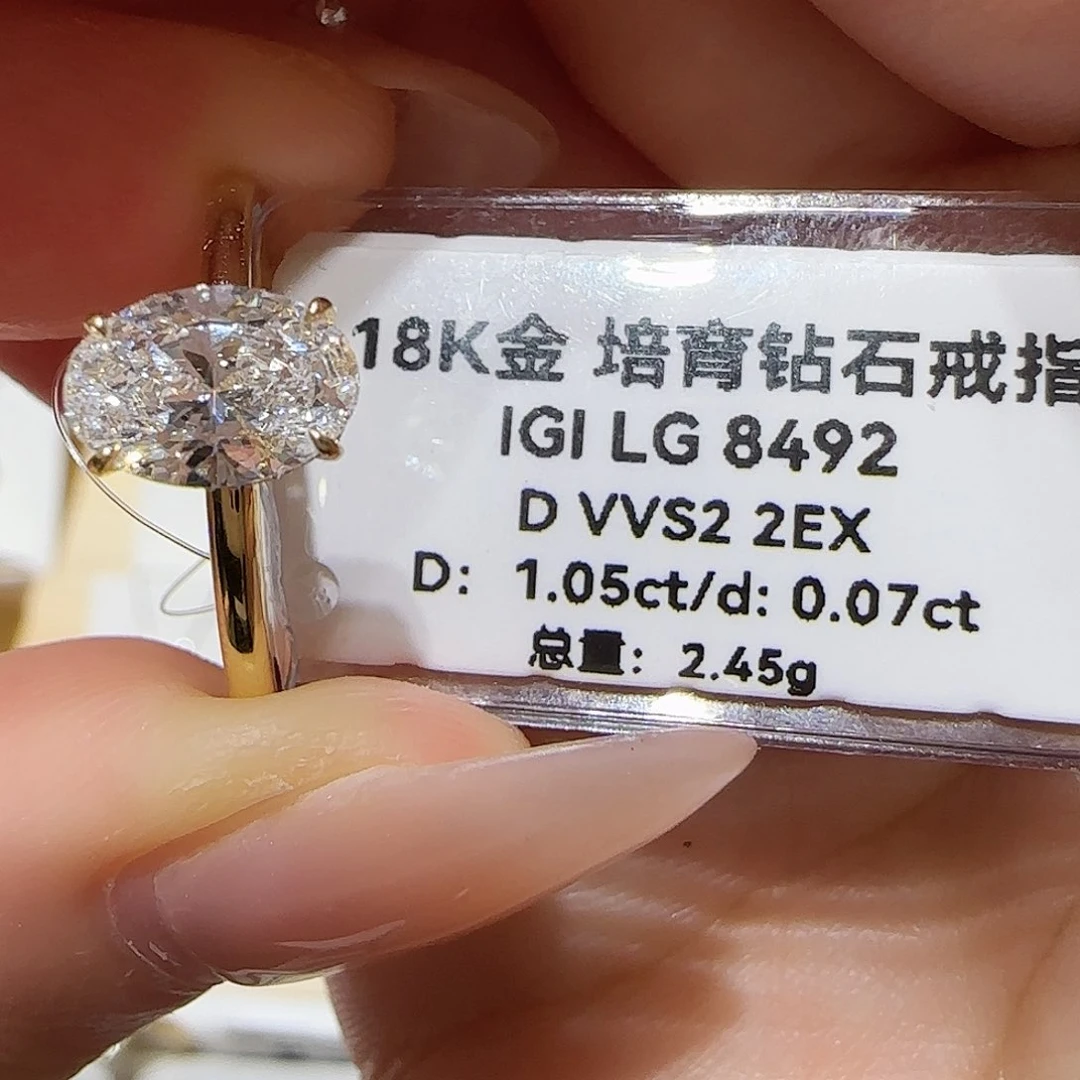 18K金 培育钻石戒指
IGI LG 8492
D VVS2 2EX
D: 1.05ct/d: 0.07ct
总量: 2.45g